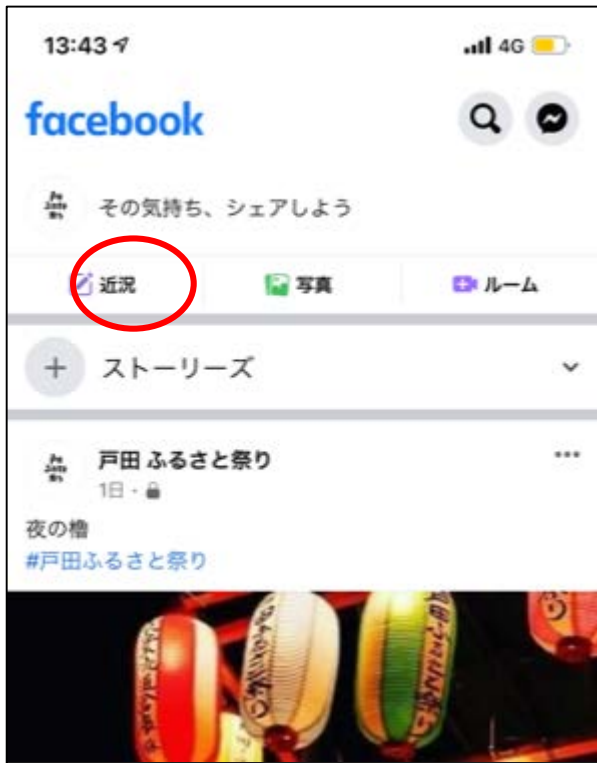 13:43
4G
facebook
その気持ち、シェアしよう
近況
写真
ルーム
ストーリーズ
戸田 ふるさと祭り
1日
夜の櫓
#戸田ふるさと祭り